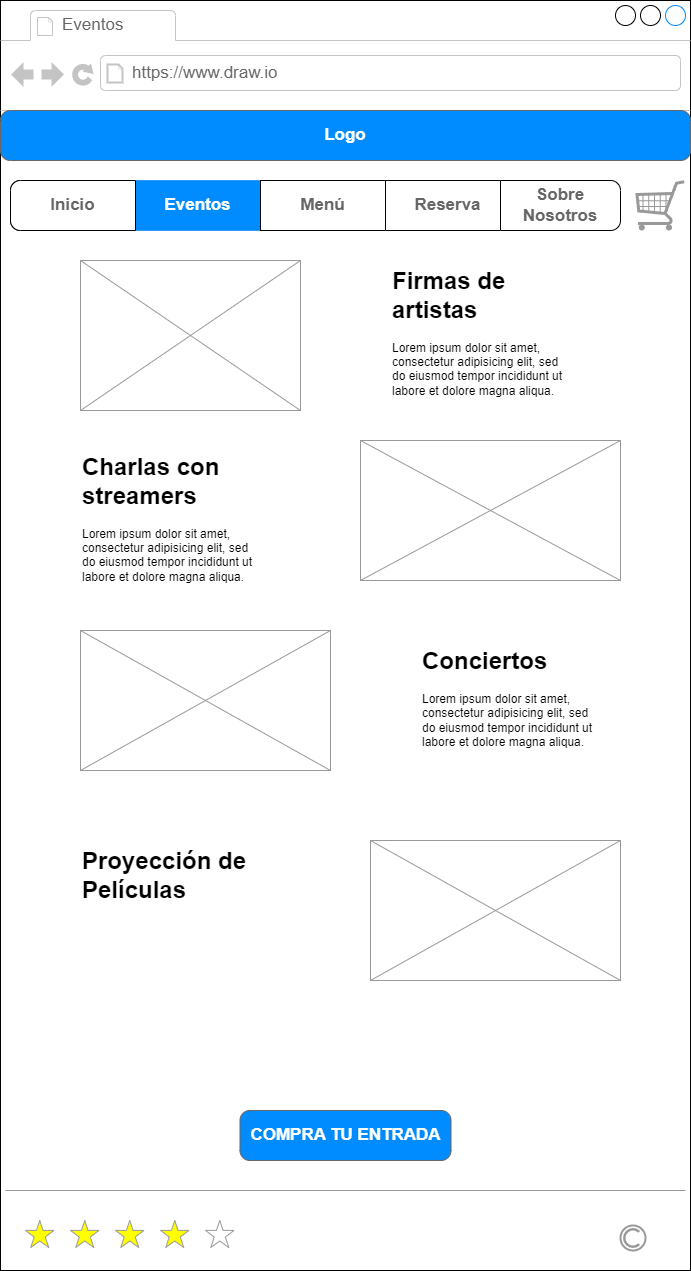 Eventos
https://www.draw.io
Logo
Inicio
Eventos
Menú
Reserva
Sobre
Nosotros
Firmas de
artistas
Lorem ipsum dolor sit amet,
consectetur adipisicing elit, sed
do eiusmod tempor incididunt ut
labore et dolore magna aliqua.
Charlas con
streamers
Lorem ipsum dolor sit amet,
consectetur adipisicing elit, sed
do eiusmod tempor incididunt ut
labore et dolore magna aliqua.
Conciertos
Lorem ipsum dolor sit amet,
consectetur adipisicing elit, sed
do eiusmod tempor incididunt ut
labore et dolore magna aliqua.
Proyección de
Películas
COMPRA TU ENTRADA
©